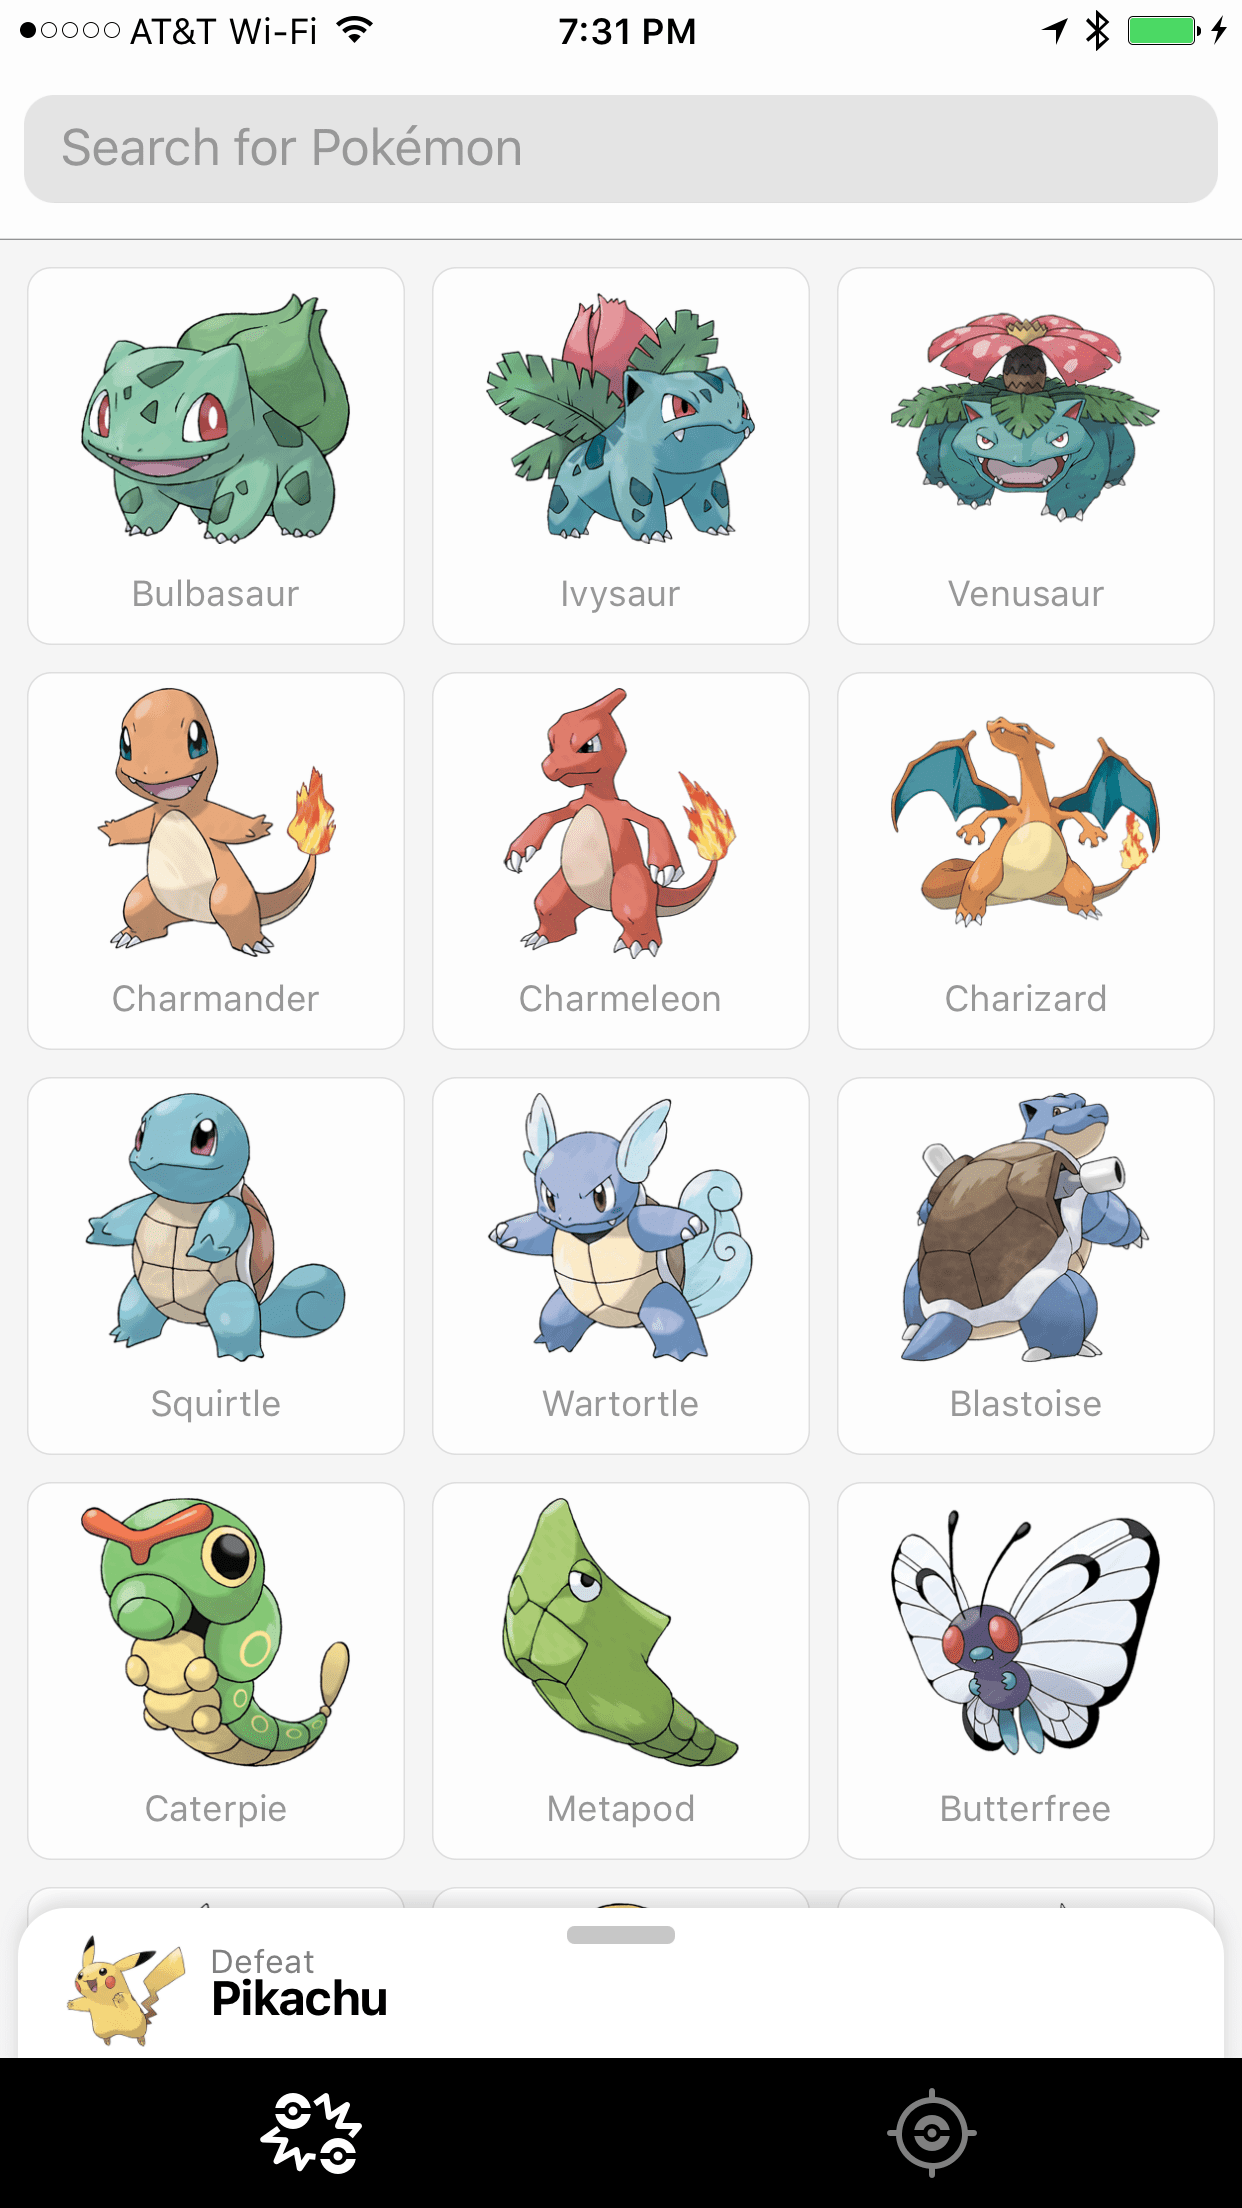 AT&T Wi-Fi
7:31 PM
Search for Pokémon
Bulbasaur
Ivysaur
Venusaur
Charmander
Charmeleon
Charizard
Squirtle
Wartortle
Blastoise
Caterpie
Metapod
Butterfree
Defeat
Pikachu